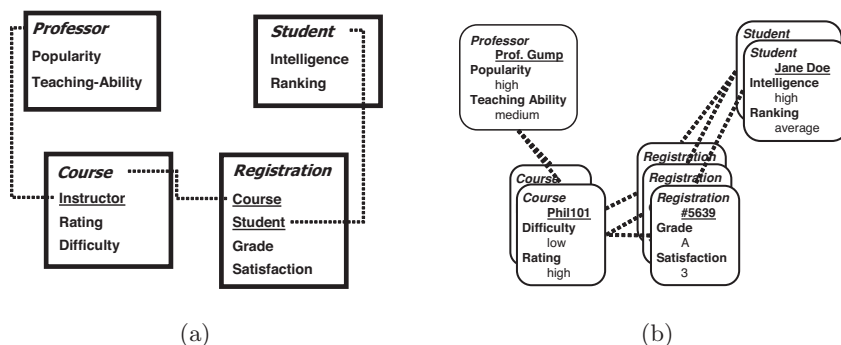 Professor
Popularity
Teaching-Ability
Student
Intelligence
Ranking
Course
Instructor
Rating
Difficulty
Registration
Course
Student
Grade
Satisfaction
(a)
Professor
Prof. Gump
Popularity
high
Teaching Ability
medium
Student
Student
Jane Doe
Intelligence
high
Ranking
average
Course
Course
Phil101
Difficulty
low
Rating
high
Registration
Registration
Registration
#5639
Grade
A
Satisfaction
3
(b)